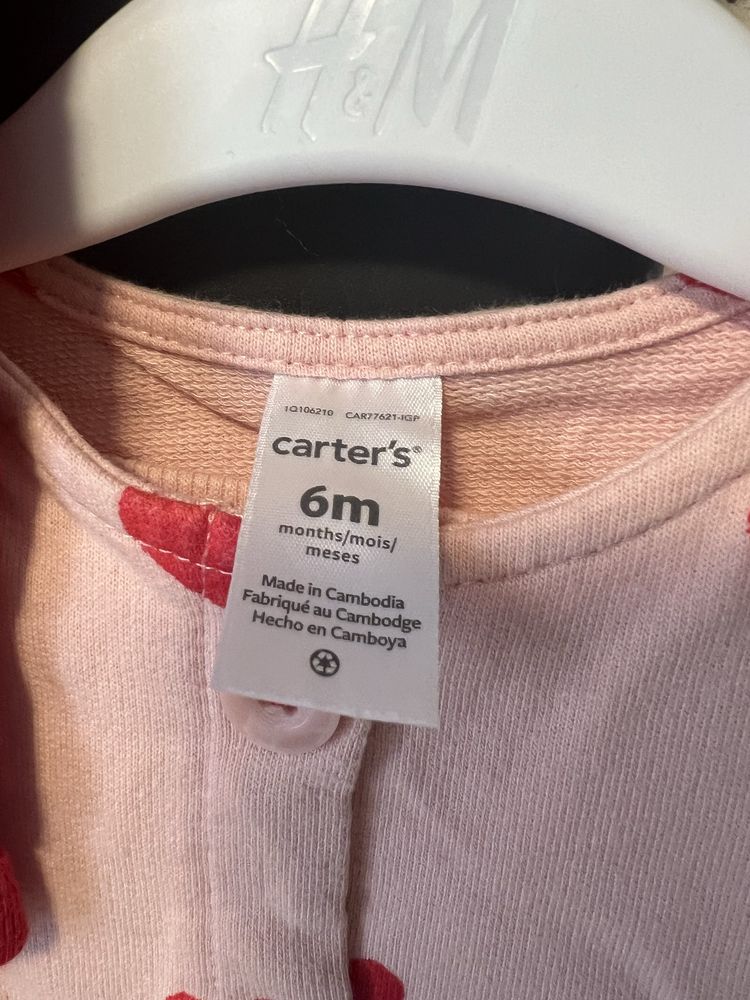 H&M
1Q106210 CAR77621-IGP
carter's®
6m
months/mois/
meses
Made in Cambodia
Fabriqué au Cambodge
Hecho en Camboya